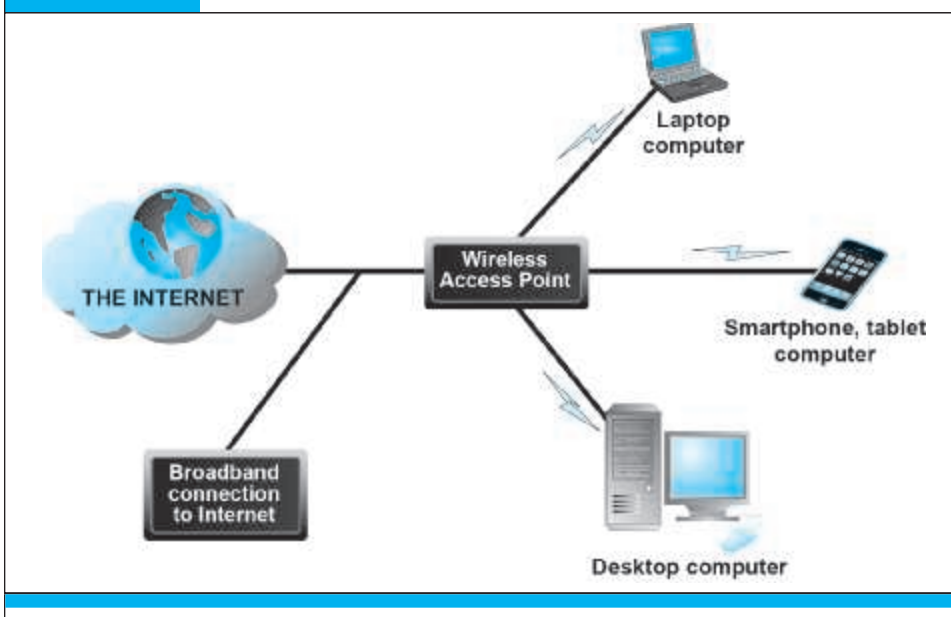 Laptop
computer
Wireless
Access Point
THE INTERNET
Smartphone, tablet
computer
Broadband
connection
to Internet
Desktop computer